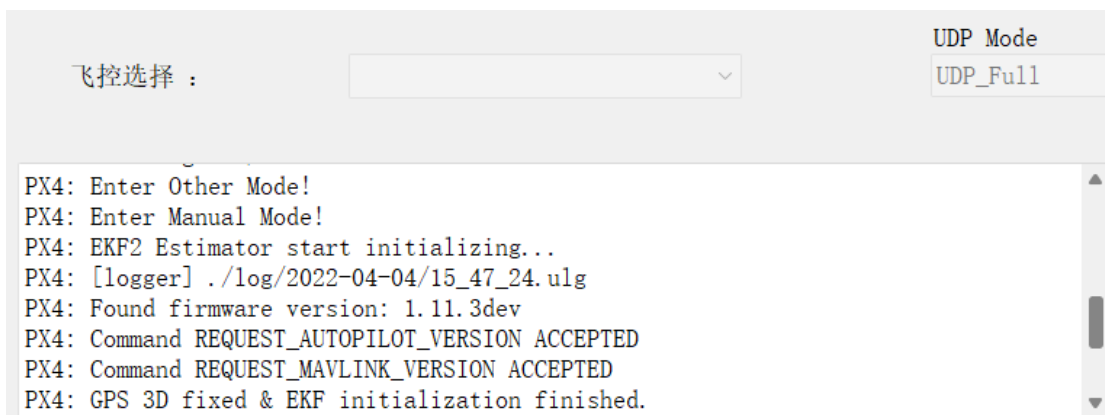 UDP Mode
飞控选择 ：
UDP_Full
PX4: Enter Other Mode!
PX4: Enter Manual Mode!
PX4: EKF2 Estimator start initializing...
PX4: [logger] ./log/2022-04-04/15_47_24.ulg
PX4: Found firmware version: 1.11.3dev
PX4: Command REQUEST_AUTOPILOT_VERSION ACCEPTED
PX4: Command REQUEST_MAVLINK_VERSION ACCEPTED
PX4: GPS 3D fixed & EKF initialization finished.